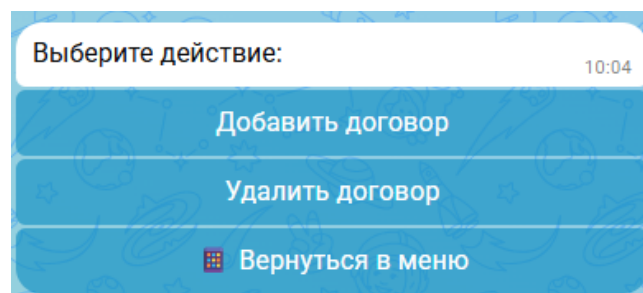 Выберите действие:
10:04
Добавить договор
Удалить договор
Вернуться в меню